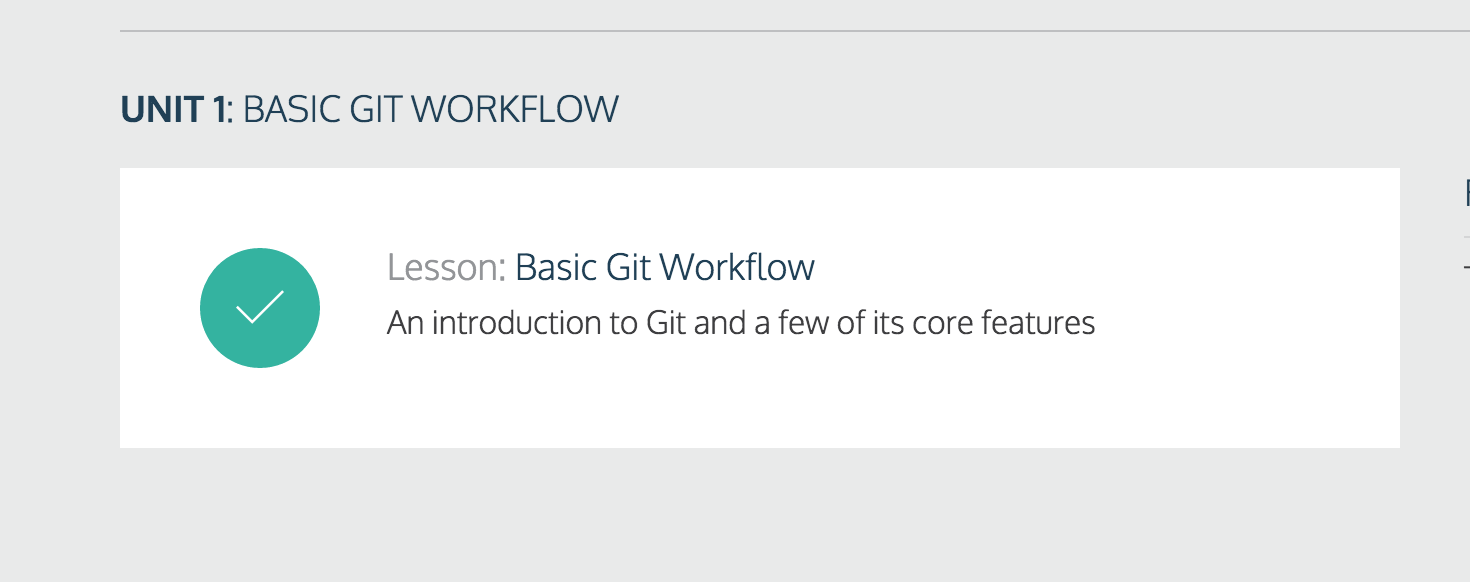 UNIT 1: BASIC GIT WORKFLOW
Lesson: Basic Git Workflow
An introduction to Git and a few of its core features